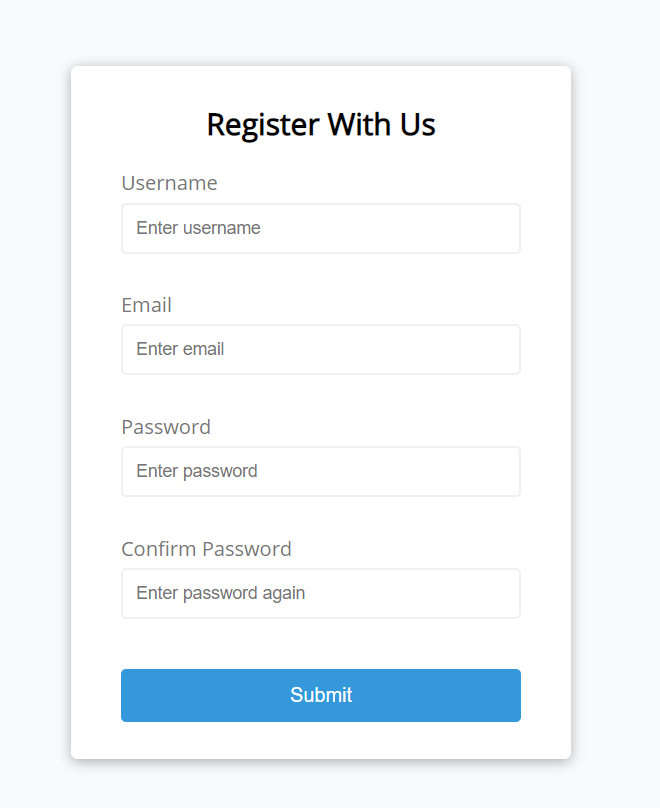 Register With Us
Username
Enter username
Email
Enter email
Password
Enter password
Confirm Password
Enter password again
Submit